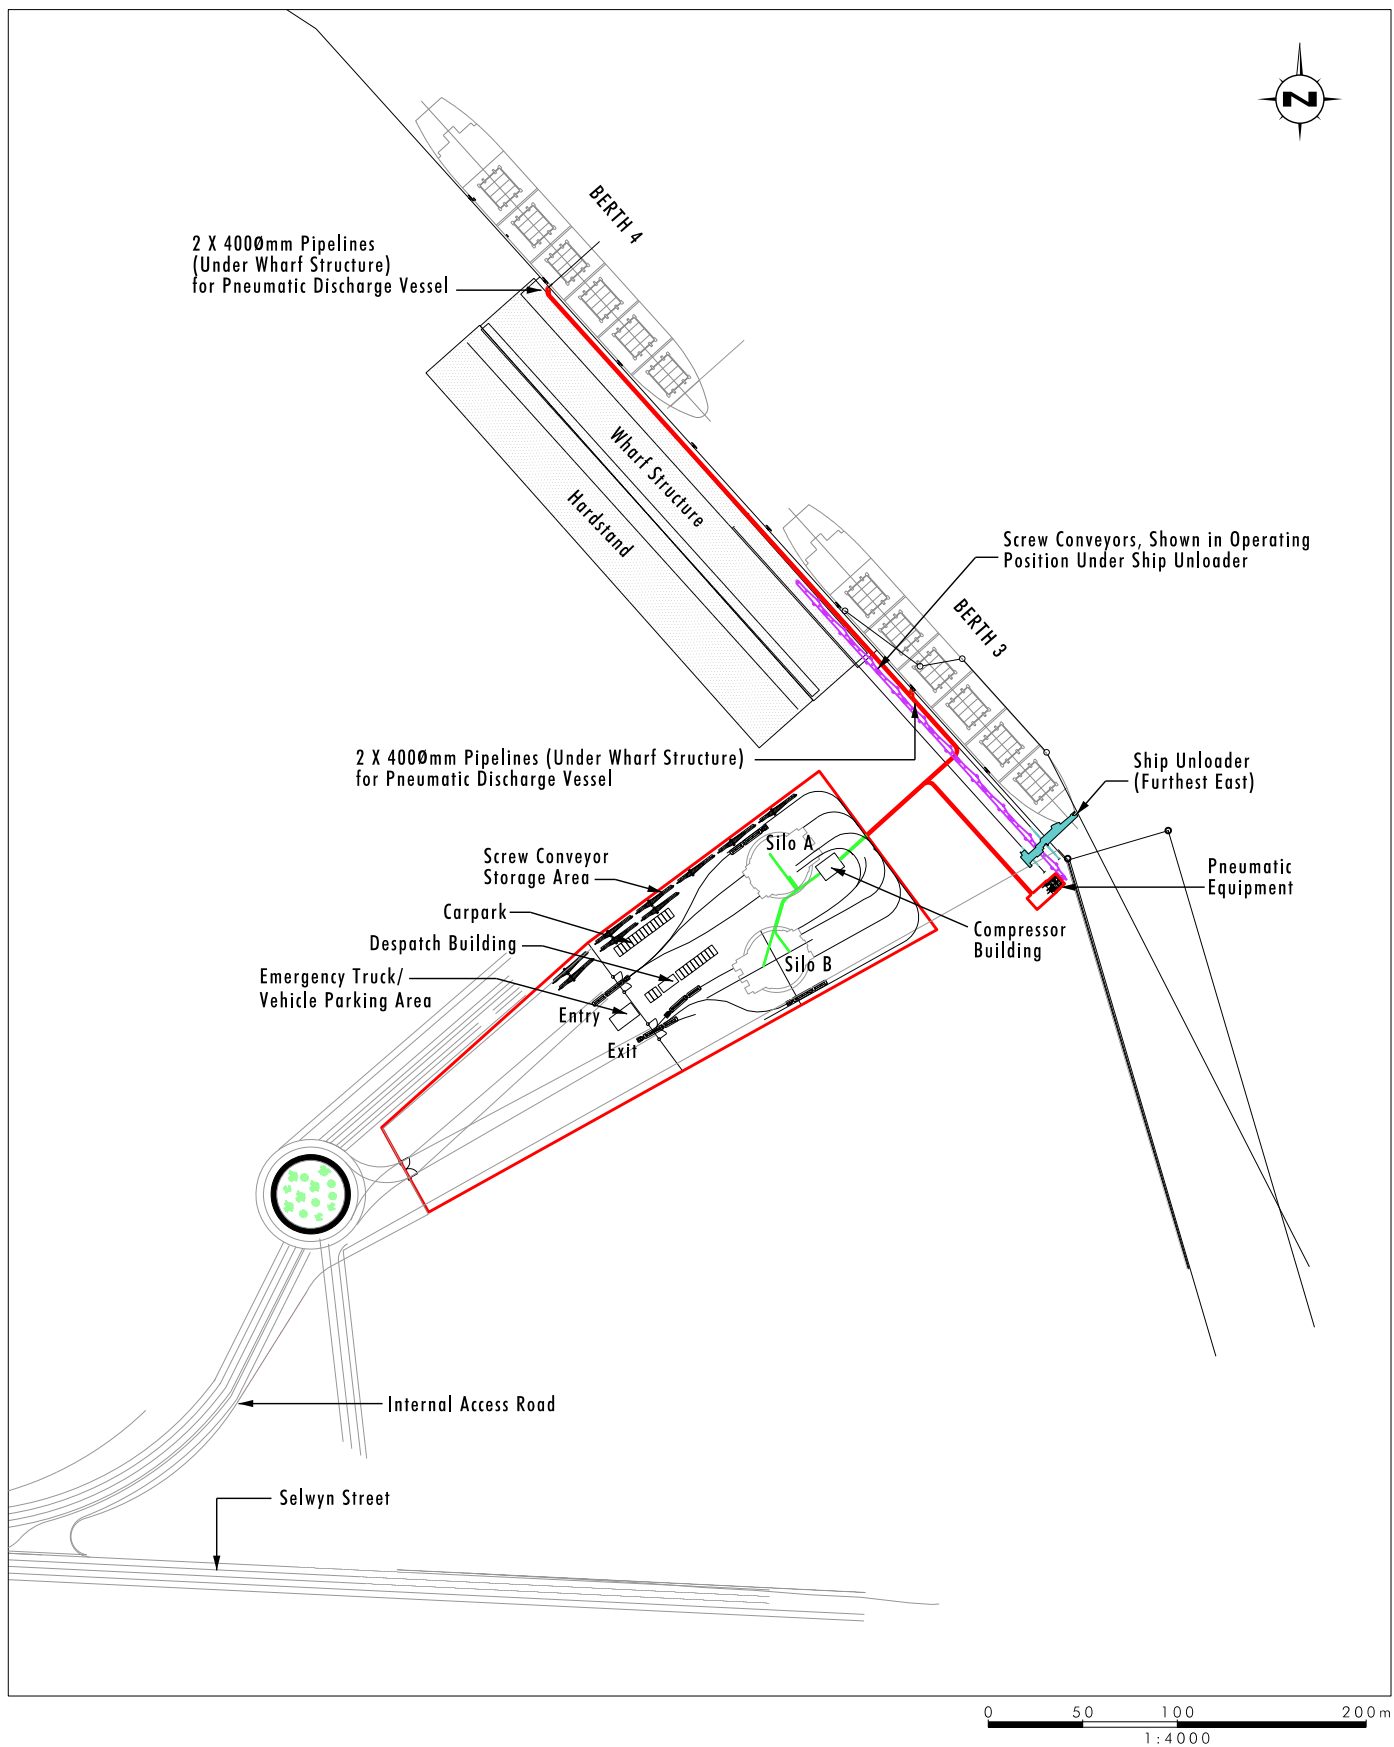 N
BERTH 4
2 X 400Ømm Pipelines
(Under Wharf Structure)
for Pneumatic Discharge Vessel
Wharf Structure
Hardstand
Screw Conveyors, Shown in Operating
Position Under Ship Unloader
BERTH 3
2 X 400Ømm Pipelines (Under Wharf Structure)
for Pneumatic Discharge Vessel
Ship Unloader
(Furthest East)
Silo A
Screw Conveyor
Storage Area
Pneumatic
Equipment
Carpark
Despatch Building
Compressor
Building
Silo B
Emergency Truck/
Vehicle Parking Area
Entry
Exit
Internal Access Road
Selwyn Street
0 50 100 200m
1:4000